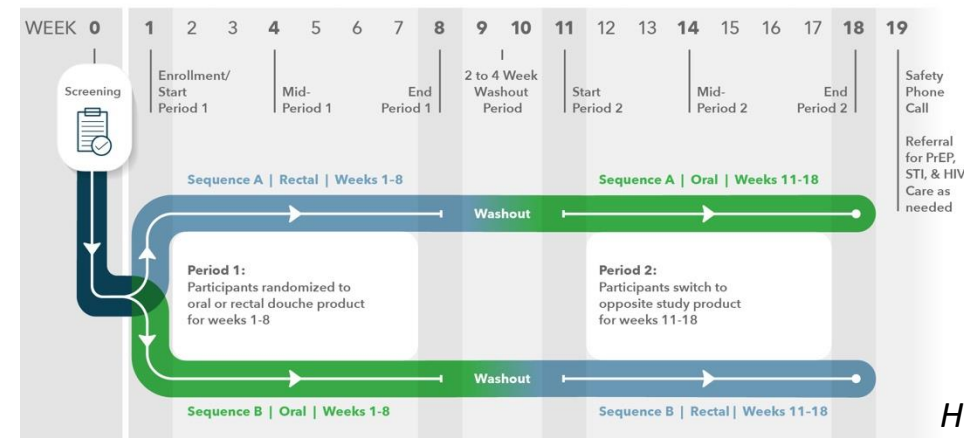 WEEK 0 1 2 3 4 5 6 7 8 9 10 11 12 13 14 15 16 17 18 19
Screening
Enrollment/
Start
Period 1
Mid-
Period 1
End
Period 1
2 to 4 Week
Washout
Period
Start
Period 2
Mid-
Period 2
End
Period 2
Safety
Phone
Call
Referral
for PrEP,
STI, & HIV
Care as
needed
Sequence A | Rectal | Weeks 1-8
Sequence A | Oral | Weeks 11-18
Washout
Period 1:
Participants randomized to
oral or rectal douche product
for weeks 1-8
Period 2:
Participants switch to
opposite study product
for weeks 11-18
Washout
Sequence B | Oral | Weeks 1-8
Sequence B | Rectal | Weeks 11-18
H